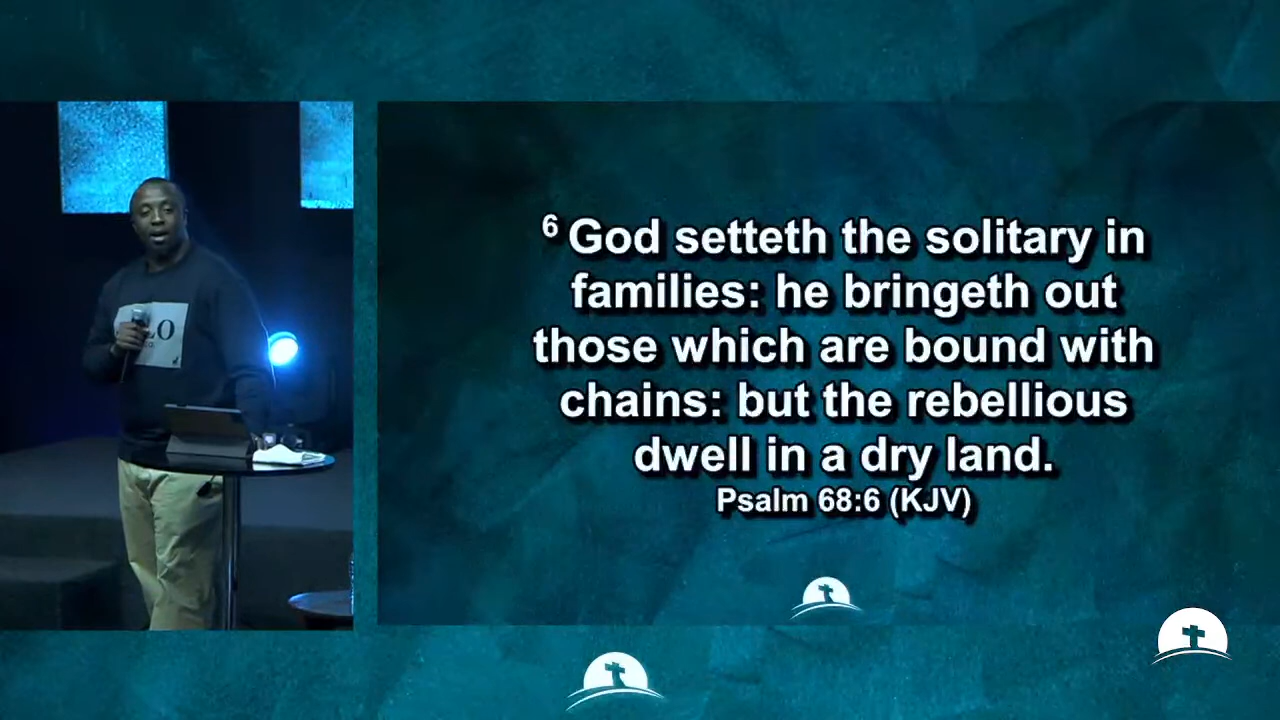 6 God setteth the solitary in
families: he bringeth out
those which are bound with
chains: but the rebellious
dwell in a dry land.
Psalm 68:6 (KJV)